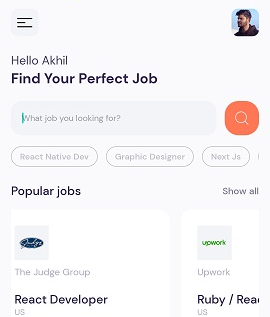 Hello Akhil
Find Your Perfect Job
What job you looking for?
React Native Dev
Graphic Designer
Next Js
Popular jobs
Show all
Judge
upwork
The Judge Group
Upwork
React Developer
Ruby / Reac
US
US